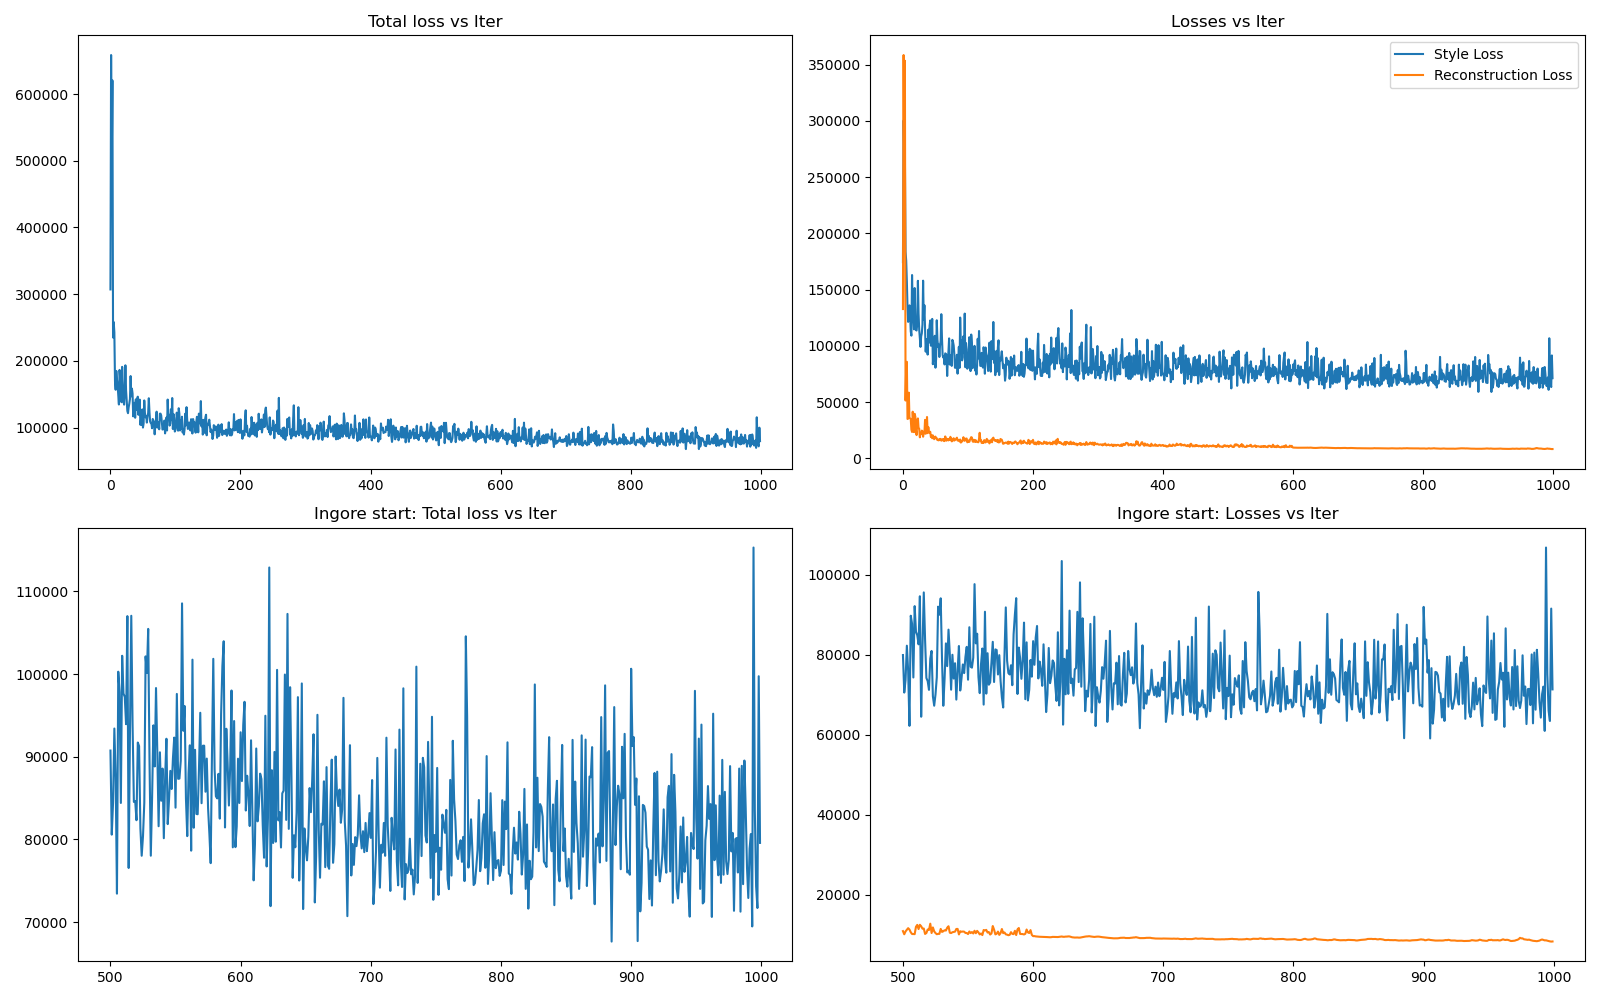 Total loss vs Iter
600000
500000
400000
300000
200000
100000
0 200 400 600 800 1000
Losses vs Iter
Style Loss
Reconstruction Loss
350000
300000
250000
200000
150000
100000
50000
0
0 200 400 600 800 1000
Ingore start: Total loss vs Iter
110000
100000
90000
80000
70000
500 600 700 800 900 1000
Ingore start: Losses vs Iter
100000
80000
60000
40000
20000
500 600 700 800 900 1000